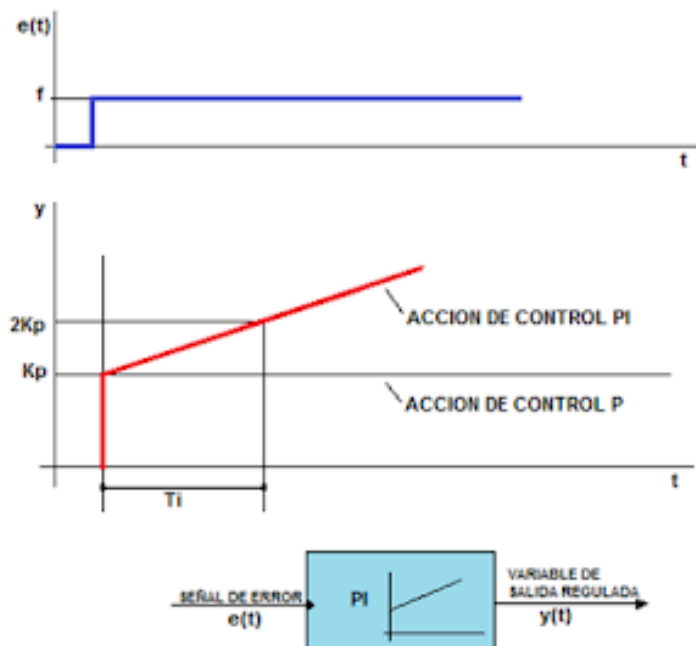 e(t)
f
t
y
2Kp
ACCION DE CONTROL PI
Kp
ACCION DE CONTROL P
t
Ti
SEÑAL DE ERROR
e(t)
PI
VARIABLE DE
SALIDA REGULADA
y(t)